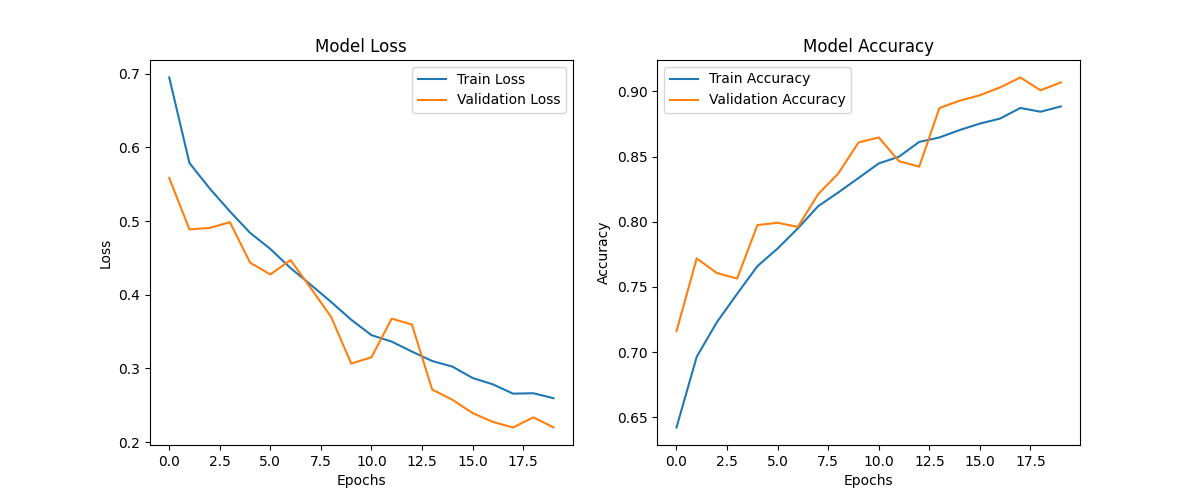 Model Loss
Train Loss
Validation Loss
0.7
0.6
0.5
0.4
0.3
0.2
Loss
0.0 2.5 5.0 7.5 10.0 12.5 15.0 17.5
Epochs
Model Accuracy
Train Accuracy
Validation Accuracy
0.90
0.85
0.80
0.75
0.70
0.65
Accuracy
0.0 2.5 5.0 7.5 10.0 12.5 15.0 17.5
Epochs